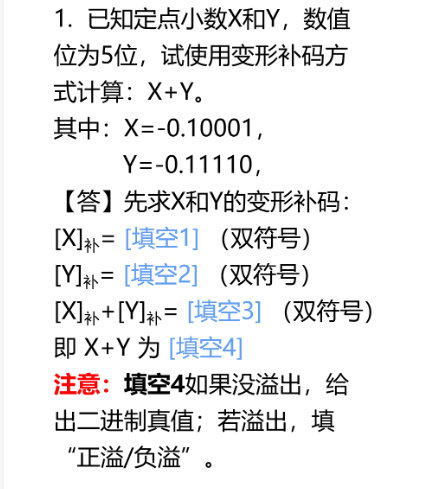 1. 已知定点小数X和Y，数值
位为5位，试使用变形补码方
式计算：X+Y。
其中：X=-0.10001，
Y=-0.11110，
【答】先求X和Y的变形补码：
[X]补= [填空1] （双符号）
[Y]补= [填空2] （双符号）
[X]补+[Y]补= [填空3] （双符号）
即 X+Y 为 [填空4]
注意：填空4如果没溢出，给
出二进制真值；若溢出，填
“正溢/负溢”。